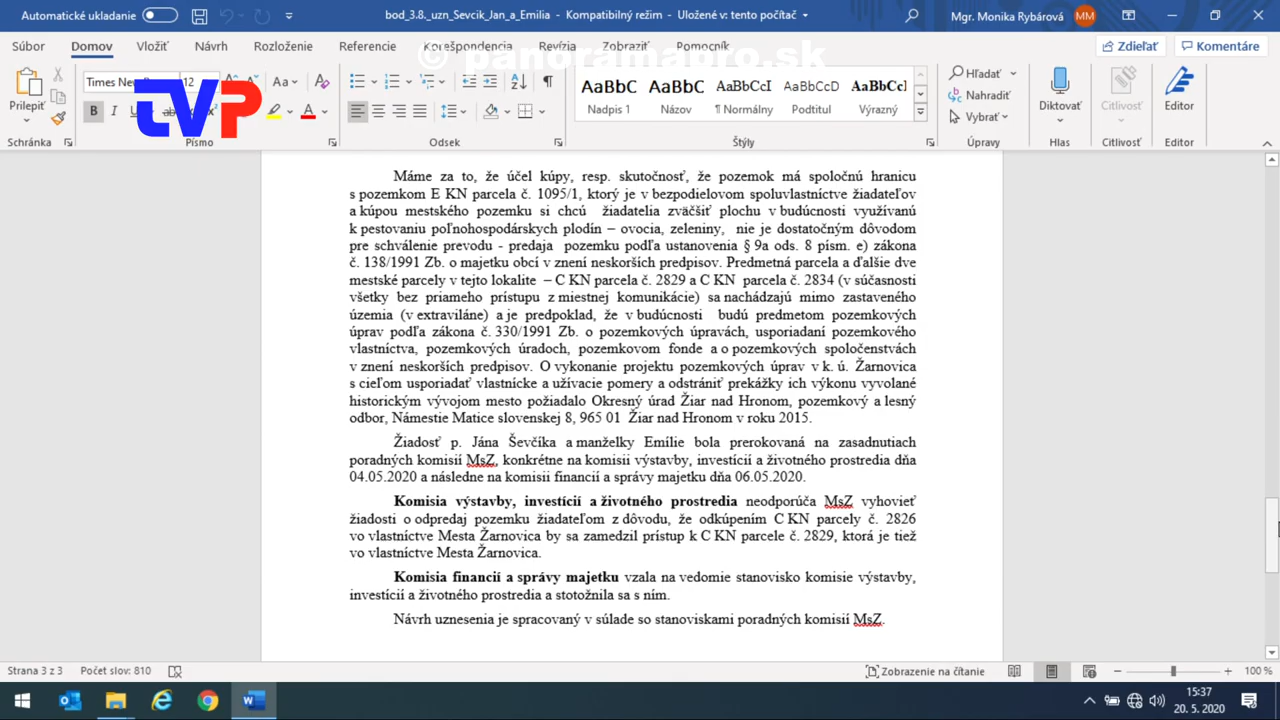 Automatické ukladanie
bod_3.8._uzn_Sevcik_Jan_a_Emilia - Kompatibilný režim - Uložené v: tento počítač
Mgr. Monika Rybárová MM
Súbor Domov Vložiť Návrh Rozloženie Referencie Korešpondencia Revízia Zobraziť Pomocník Zdieľať Komentáre
© panoramapro.sk
TVP
Prilepiť
Schránka
12
Písmo
Odsek
AaBbC AaBbC AaBbCcI AaBbCcD AaBbCcI
Nadpis 1 Názov ¶ Normálny Podtitul Výrazný
Štýly
Hľadať
Nahradiť
Vybrať
Úpravy
Diktovať
Hlas
Citlivosť
Citlivosť
Editor
Editor
Máme za to, že účel kúpy, resp. skutočnosť, že pozemok má spoločnú hranicu
s pozemkom E KN parcela č. 1095/1, ktorý je v bezpodielovom spoluvlastníctve žiadateľov
a kúpou mestského pozemku si chcú žiadatelia zväčšiť plochu v budúcnosti využívanú
k pestovaniu poľnohospodárskych plodín – ovocia, zeleniny, nie je dostatočným dôvodom
pre schválenie prevodu - predaja pozemku podľa ustanovenia § 9a ods. 8 písm. e) zákona
č. 138/1991 Zb. o majetku obcí v znení neskorších predpisov. Predmetná parcela a ďalšie dve
mestské parcely v tejto lokalite – C KN parcela č. 2829 a C KN parcela č. 2834 (v súčasnosti
všetky bez priameho prístupu z miestnej komunikácie) sa nachádzajú mimo zastaveného
územia (v extraviláne) a je predpoklad, že v budúcnosti budú predmetom pozemkových
úprav podľa zákona č. 330/1991 Zb. o pozemkových úpravách, usporiadaní pozemkového
vlastníctva, pozemkových úradoch, pozemkovom fonde a o pozemkových spoločenstvách
v znení neskorších predpisov. O vykonanie projektu pozemkových úprav v k. ú. Žarnovica
s cieľom usporiadať vlastnícke a užívacie pomery a odstrániť prekážky ich výkonu vyvolané
historickým vývojom mesto požiadalo Okresný úrad Žiar nad Hronom, pozemkový a lesný
odbor, Námestie Matice slovenskej 8, 965 01 Žiar nad Hronom v roku 2015.
Žiadosť p. Jána Ševčíka a manželky Emílie bola prerokovaná na zasadnutiach
poradných komisií MsZ, konkrétne na komisii výstavby, investícií a životného prostredia dňa
04.05.2020 a následne na komisii financií a správy majetku dňa 06.05.2020.
Komisia výstavby, investícií a životného prostredia neodporúča MsZ vyhovieť
žiadosti o odpredaj pozemku žiadateľom z dôvodu, že odkúpením C KN parcely č. 2826
vo vlastníctve Mesta Žarnovica by sa zamedzil prístup k C KN parcele č. 2829, ktorá je tiež
vo vlastníctve Mesta Žarnovica.
Komisia financií a správy majetku vzala na vedomie stanovisko komisie výstavby,
investícií a životného prostredia a stotožnila sa s ním.
Návrh uznesenia je spracovaný v súlade so stanoviskami poradných komisií MsZ.
Strana 3 z 3 Počet slov: 810 Zobrazenie na čítanie 100 %
15:37
20. 5. 2020